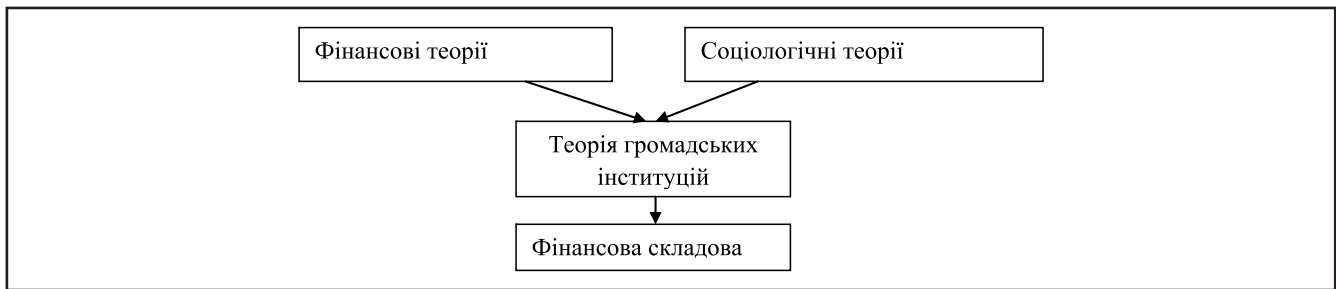 Фінансові теорії
Соціологічні теорії
Теорія громадських
інституцій
Фінансова складова